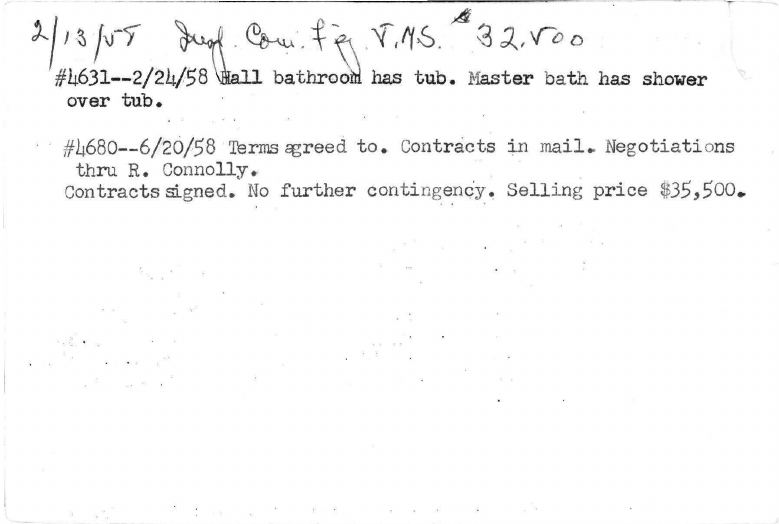 2/13/58 Com. Fig V.M.S. 32,500
#4631--2/24/58 Hall bathroom has tub. Master bath has shower
over tub.
#4680--6/20/58 Terms agreed to. Contracts in mail. Negotiations
thru R. Connolly.
Contracts signed. No further contingency. Selling price $35,500.